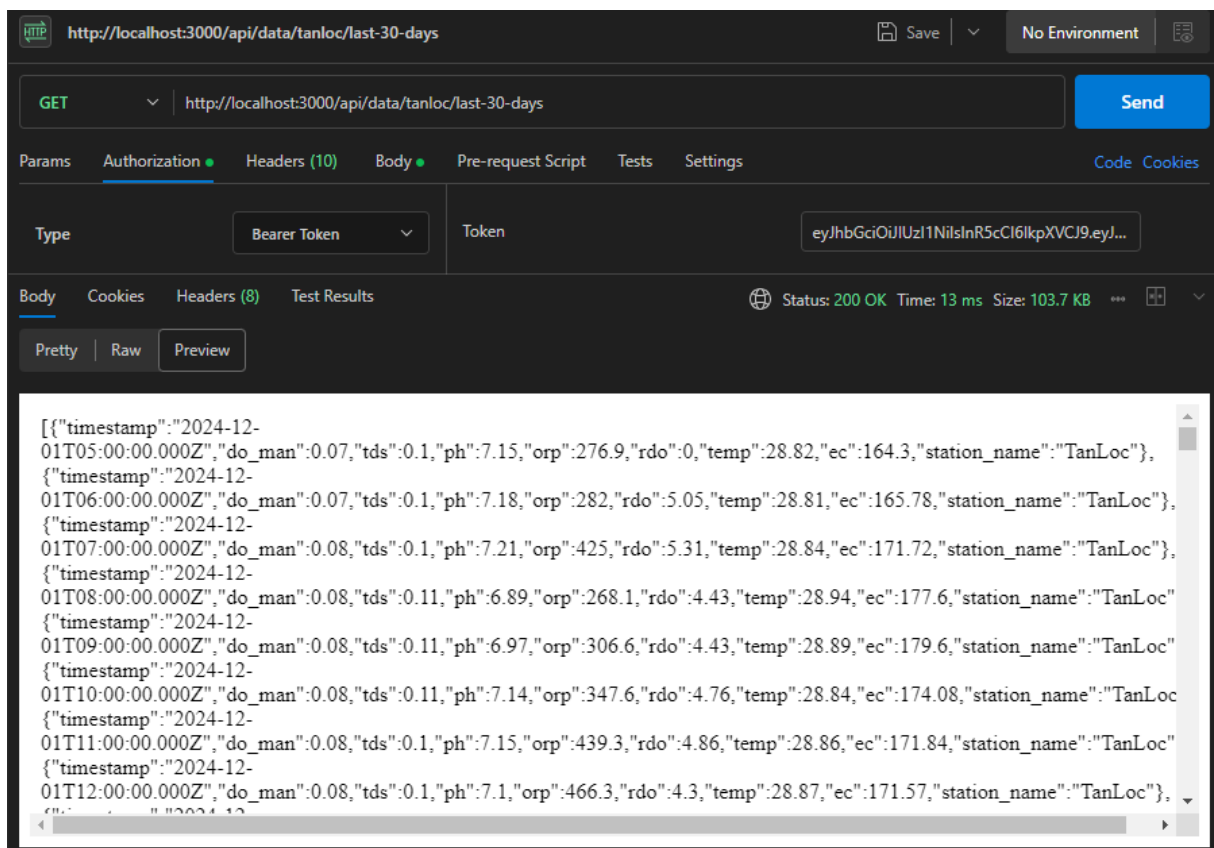 HTTP http://localhost:3000/api/data/tanloc/last-30-days Save No Environment
GET http://localhost:3000/api/data/tanloc/last-30-days Send
Params Authorization Headers (10) Body Pre-request Script Tests Settings Code Cookies
Type Bearer Token Token eyJhbGciOiJIUzI1NiIsInR5cCI6IkpXVCJ9.eyJ...
Body Cookies Headers (8) Test Results Status: 200 OK Time: 13 ms Size: 103.7 KB
Pretty Raw Preview
[{"timestamp":"2024-12-
01T05:00:00.000Z","do_man":0.07,"tds":0.1,"ph":7.15,"orp":276.9,"rdo":0,"temp":28.82,"ec":164.3,"station_name":"TanLoc"},
{"timestamp":"2024-12-
01T06:00:00.000Z","do_man":0.07,"tds":0.1,"ph":7.18,"orp":282,"rdo":5.05,"temp":28.81,"ec":165.78,"station_name":"TanLoc"},
{"timestamp":"2024-12-
01T07:00:00.000Z","do_man":0.08,"tds":0.1,"ph":7.21,"orp":425,"rdo":5.31,"temp":28.84,"ec":171.72,"station_name":"TanLoc"},
{"timestamp":"2024-12-
01T08:00:00.000Z","do_man":0.08,"tds":0.11,"ph":6.89,"orp":268.1,"rdo":4.43,"temp":28.94,"ec":177.6,"station_name":"TanLoc"
{"timestamp":"2024-12-
01T09:00:00.000Z","do_man":0.08,"tds":0.11,"ph":6.97,"orp":306.6,"rdo":4.43,"temp":28.89,"ec":179.6,"station_name":"TanLoc"
{"timestamp":"2024-12-
01T10:00:00.000Z","do_man":0.08,"tds":0.11,"ph":7.14,"orp":347.6,"rdo":4.76,"temp":28.84,"ec":174.08,"station_name":"TanLoc
{"timestamp":"2024-12-
01T11:00:00.000Z","do_man":0.08,"tds":0.1,"ph":7.15,"orp":439.3,"rdo":4.86,"temp":28.86,"ec":171.84,"station_name":"TanLoc"
{"timestamp":"2024-12-
01T12:00:00.000Z","do_man":0.08,"tds":0.1,"ph":7.1,"orp":466.3,"rdo":4.3,"temp":28.87,"ec":171.57,"station_name":"TanLoc"},